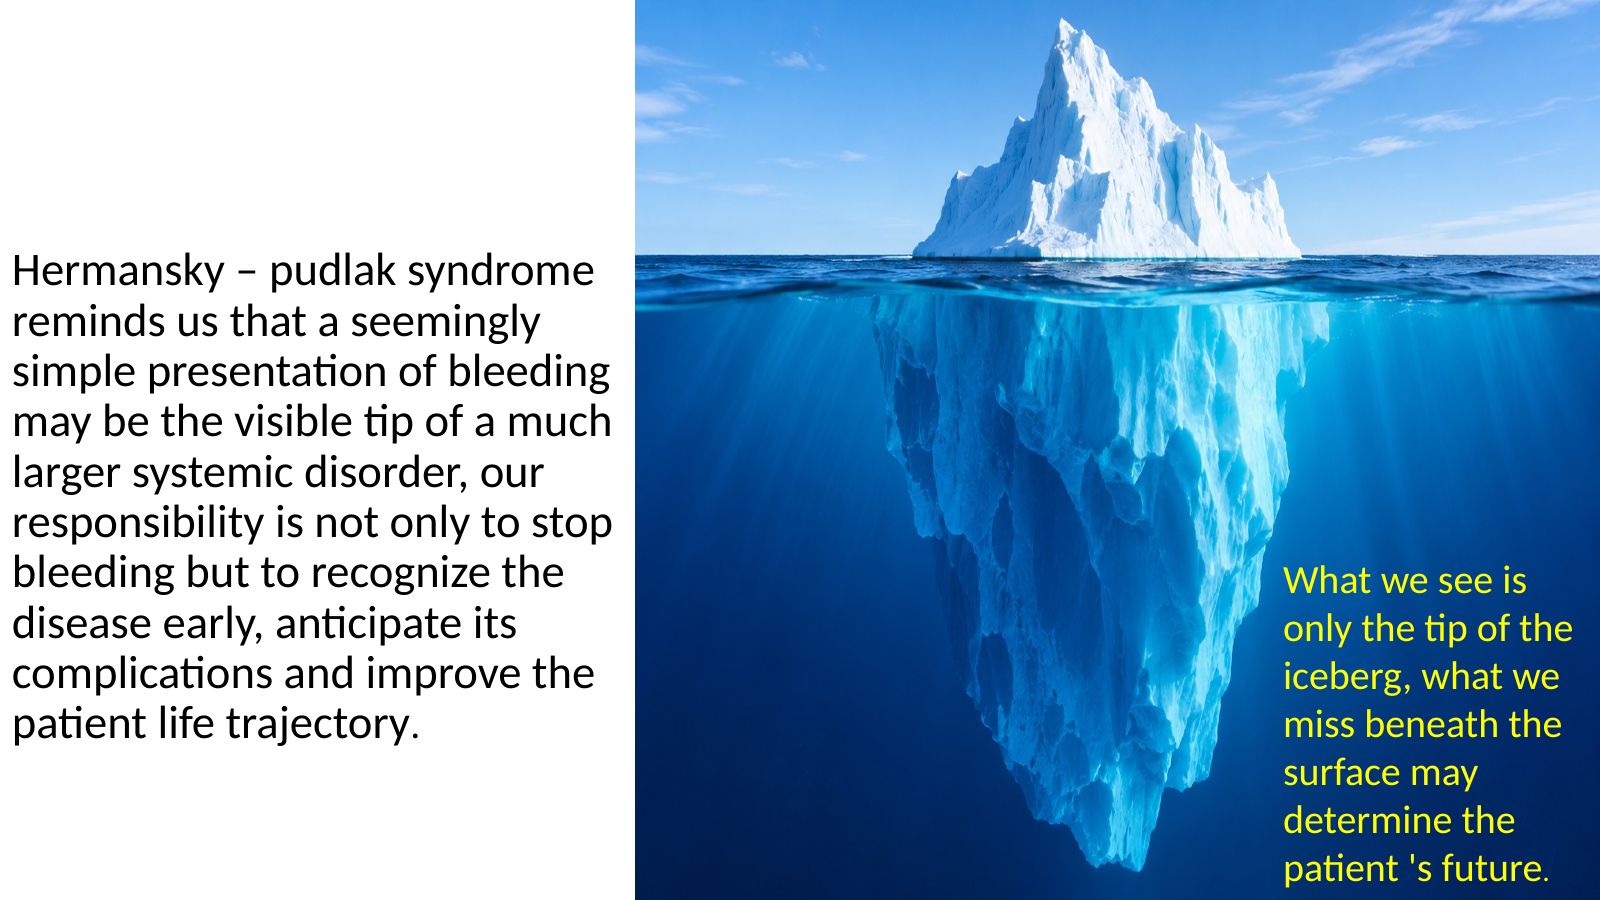 Hermansky – pudlak syndrome
reminds us that a seemingly
simple presentation of bleeding
may be the visible tip of a much
larger systemic disorder, our
responsibility is not only to stop
bleeding but to recognize the
disease early, anticipate its
complications and improve the
patient life trajectory.
What we see is
only the tip of the
iceberg, what we
miss beneath the
surface may
determine the
patient 's future.